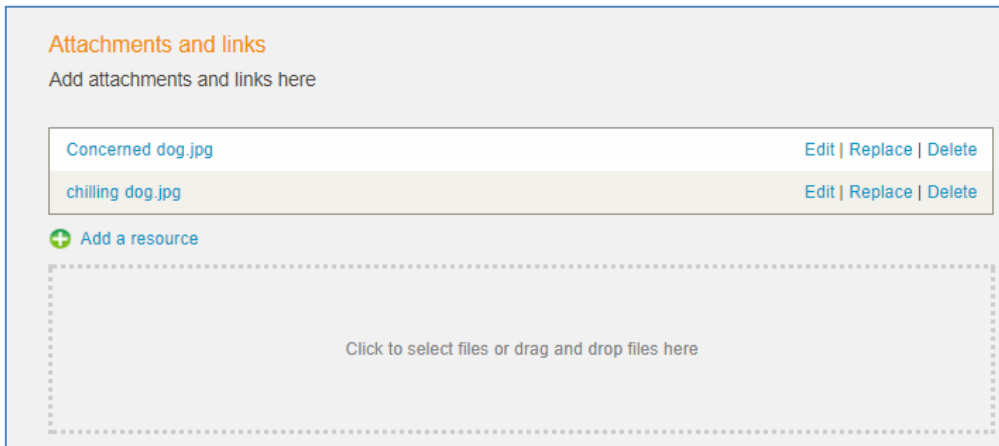 Attachments and links
Add attachments and links here
Concerned dog.jpg Edit | Replace | Delete
chilling dog.jpg Edit | Replace | Delete
Add a resource
Click to select files or drag and drop files here